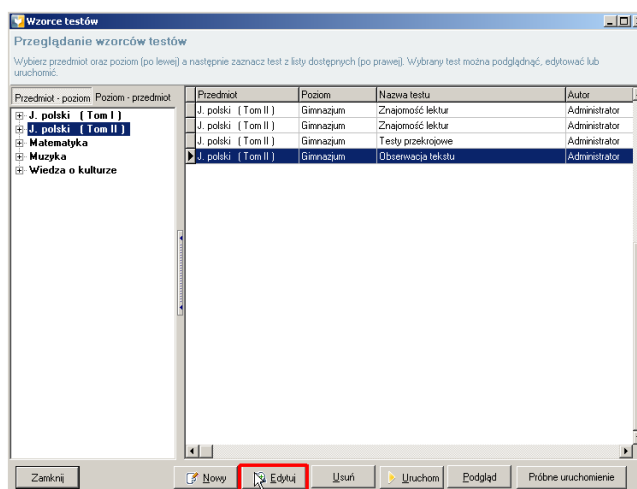 Wzorce testów
Przeglądanie wzorców testów
Wybierz przedmiot oraz poziom (po lewej) a następnie zaznacz test z listy dostępnych (po prawej). Wybrany test można podglądnąć, edytować lub
uruchomić.
Przedmiot - poziom Poziom - przedmiot
J. polski ( Tom I )
J. polski ( Tom II )
Matematyka
Muzyka
Wiedza o kulturze
Przedmiot Poziom Nazwa testu Autor
J. polski ( Tom II ) Gimnazjum Znajomość lektur Administrator
J. polski ( Tom II ) Gimnazjum Znajomość lektur Administrator
J. polski ( Tom II ) Gimnazjum Testy przekrojowe Administrator
J. polski ( Tom II ) Gimnazjum Obserwacja tekstu Administrator
Zamknij Nowy Edytuj Usuń Uruchom Podgląd Próbne uruchomienie